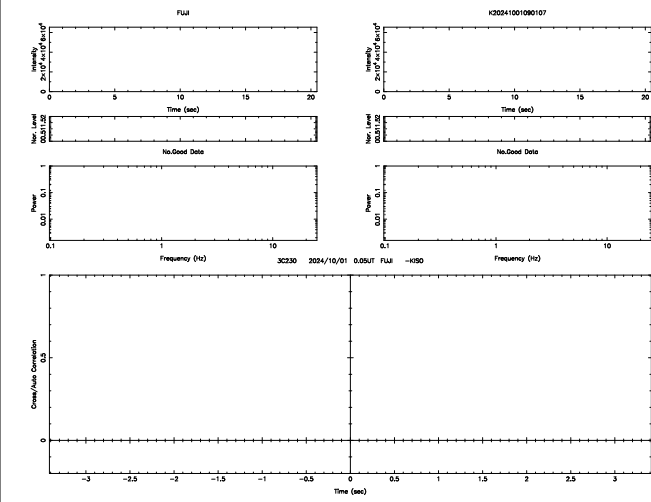 FUJI
K20241001090107
Intensity
0 2×10⁴ 4×10⁴ 6×10⁴
0 5 10 15 20
Time (sec)
Intensity
0 2×10⁴ 4×10⁴ 6×10⁴
0 5 10 15 20
Time (sec)
Nor. Level
00.511.52
No.Good Data
Nor. Level
00.511.52
No.Good Data
Power
0.01 0.1 1
0.1 1 10
Frequency (Hz)
Power
0.01 0.1 1
0.1 1 10
Frequency (Hz)
3C230 2024/10/01 0.05UT FUJI -KISO
Cross/Auto Correlation
0 0.5 1
-3 -2.5 -2 -1.5 -1 -0.5 0 0.5 1 1.5 2 2.5 3
Time (sec)